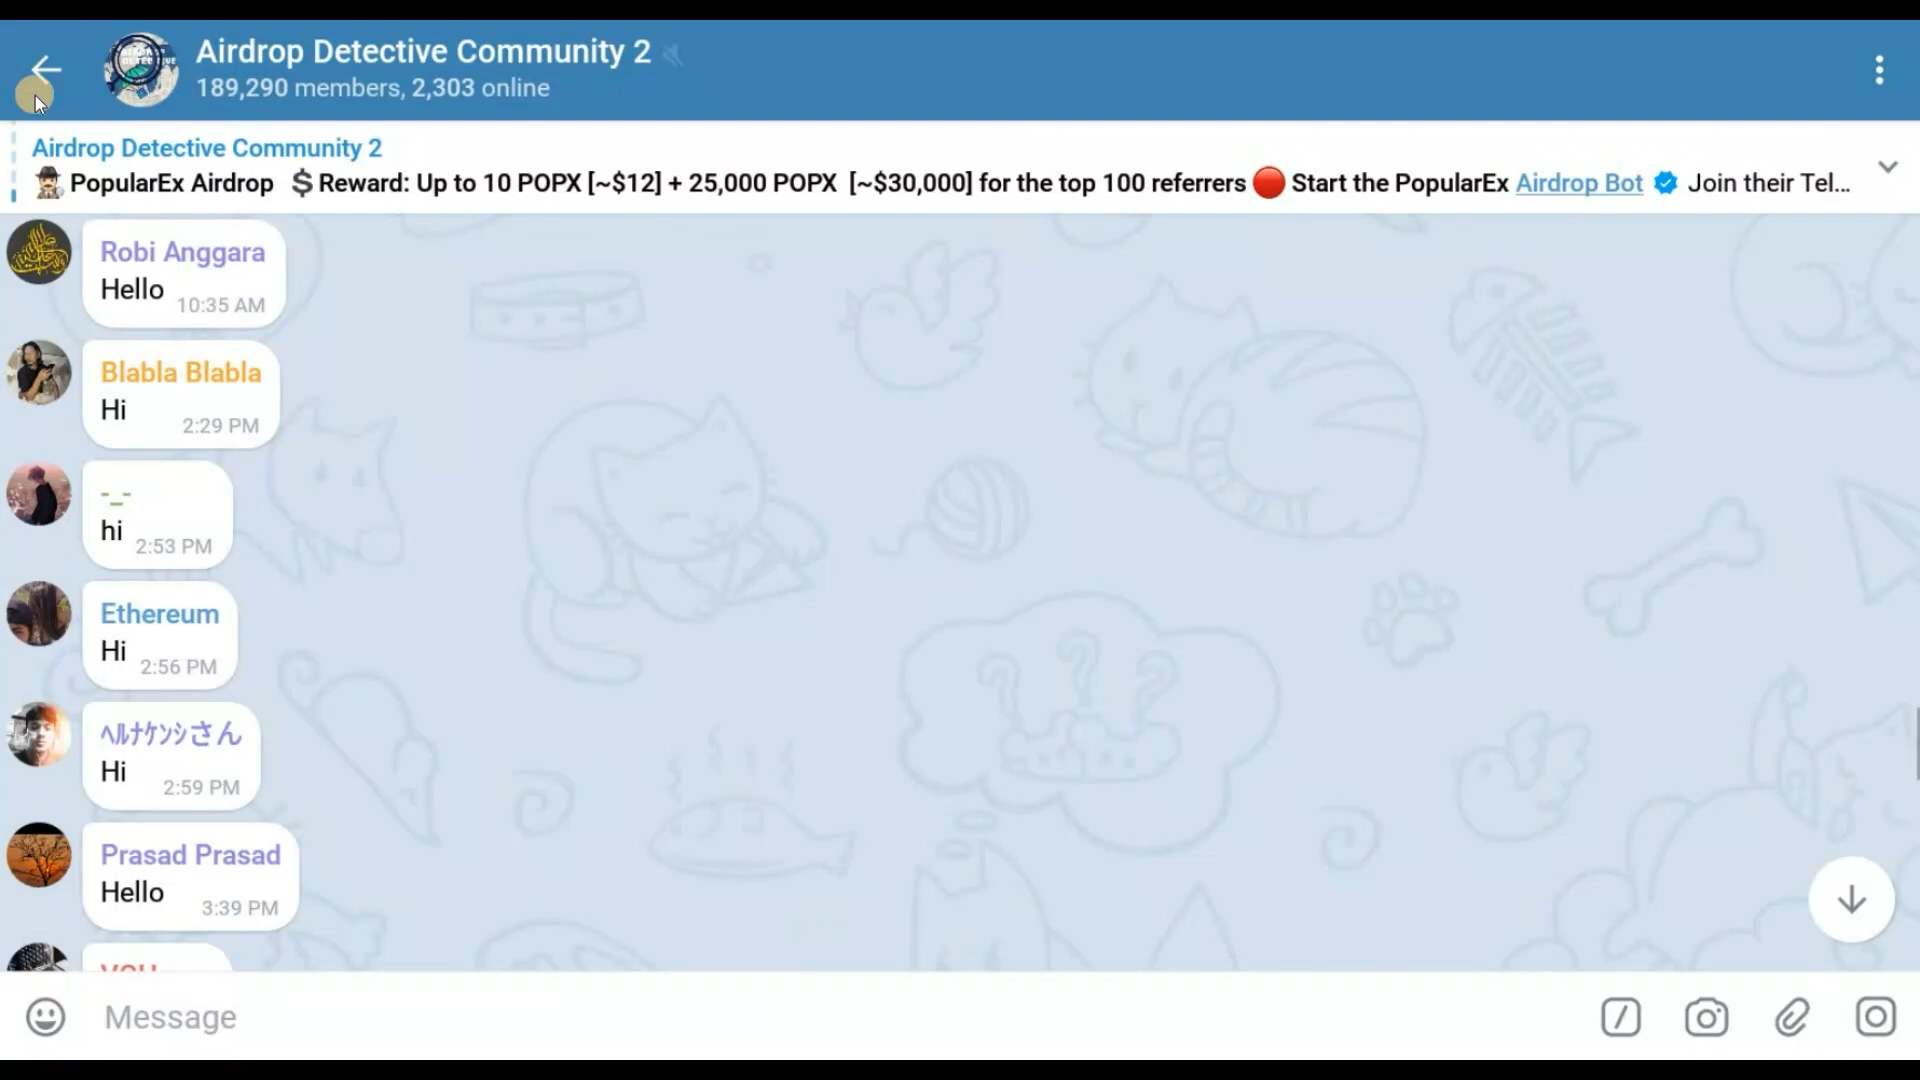 Airdrop Detective Community 2
189,290 members, 2,303 online
Airdrop Detective Community 2
PopularEx Airdrop 💲Reward: Up to 10 POPX [~$12] + 25,000 POPX [~$30,000] for the top 100 referrers 🔴 Start the PopularEx Airdrop Bot Join their Tel...
Robi Anggara
Hello 10:35 AM
Blabla Blabla
Hi 2:29 PM
-_-
hi 2:53 PM
Ethereum
Hi 2:56 PM
ﾍﾙﾅｹﾝｼさん
Hi 2:59 PM
Prasad Prasad
Hello 3:39 PM
Message